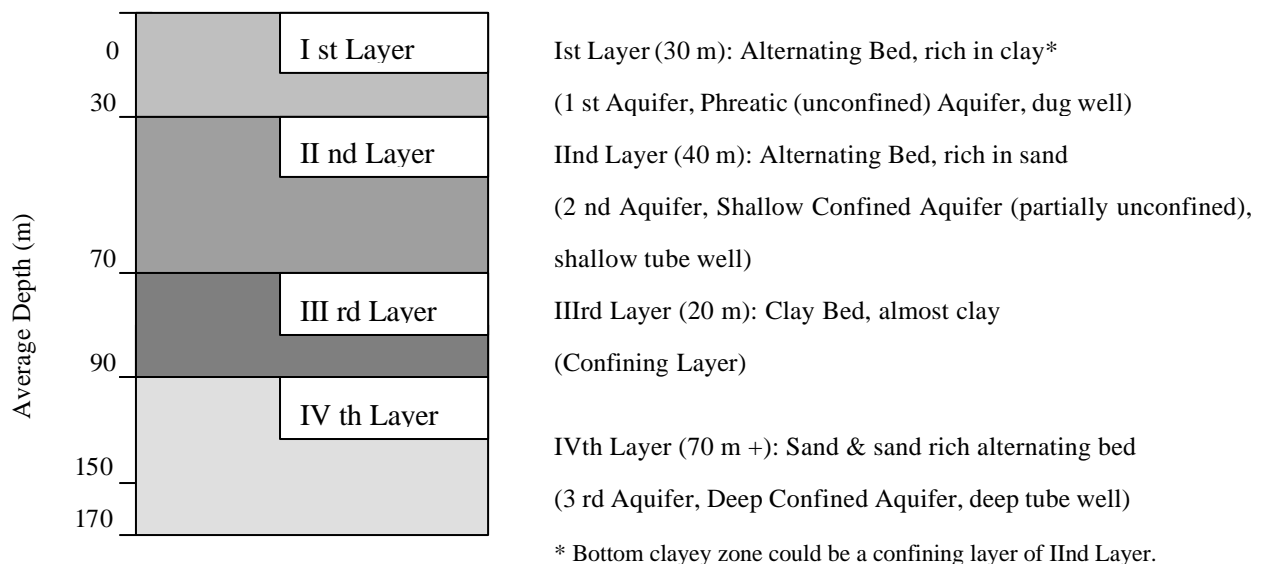 Average Depth (m)
0
30
70
90
150
170
I st Layer
II nd Layer
III rd Layer
IV th Layer
Ist Layer (30 m): Alternating Bed, rich in clay*
(1 st Aquifer, Phreatic (unconfined) Aquifer, dug well)
IInd Layer (40 m): Alternating Bed, rich in sand
(2 nd Aquifer, Shallow Confined Aquifer (partially unconfined),
shallow tube well)
IIIrd Layer (20 m): Clay Bed, almost clay
(Confining Layer)
IVth Layer (70 m +): Sand & sand rich alternating bed
(3 rd Aquifer, Deep Confined Aquifer, deep tube well)
* Bottom clayey zone could be a confining layer of IInd Layer.